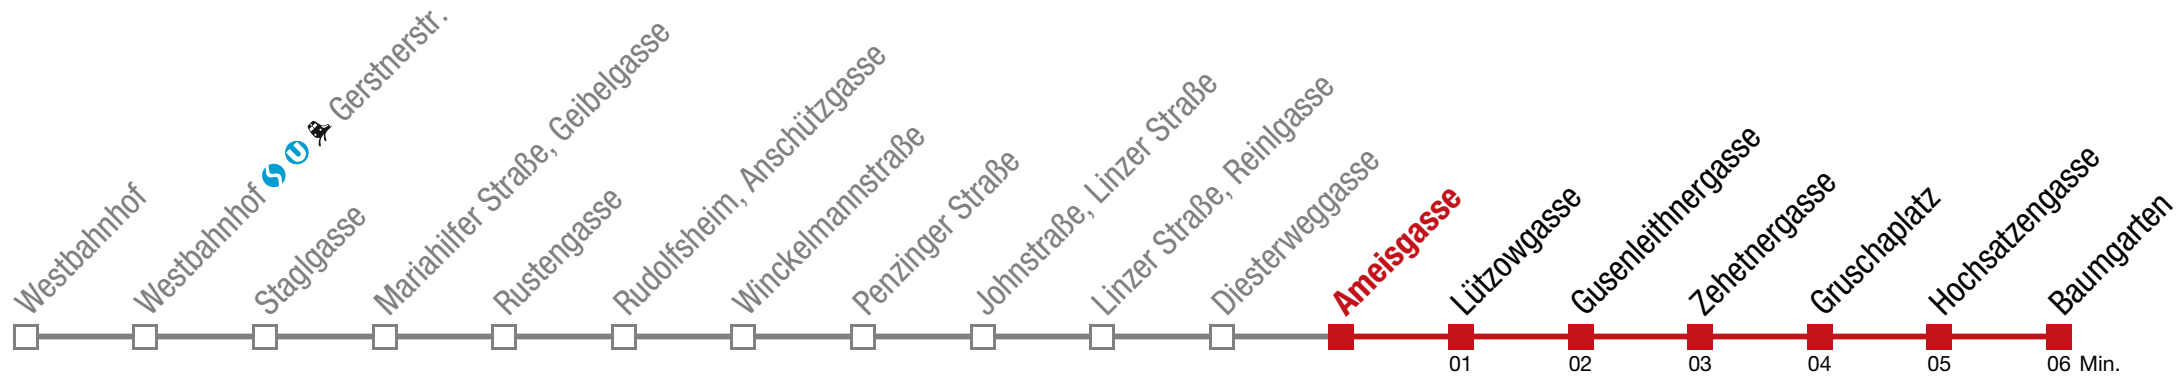 Westbahnhof
Westbahnhof S U Gerstnerstr.
Staglgasse
Mariahilfer Straße, Geibelgasse
Rustengasse
Rudolfsheim, Anschützgasse
Winckelmannstraße
Penzinger Straße
Johnstraße, Linzer Straße
Linzer Straße, Reinlgasse
Diesterweggasse
Ameisgasse
Lützowgasse
Gusenleithnergasse
Zehetnergasse
Gruschaplatz
Hochsatzengasse
Baumgarten
01 02 03 04 05 06 Min.